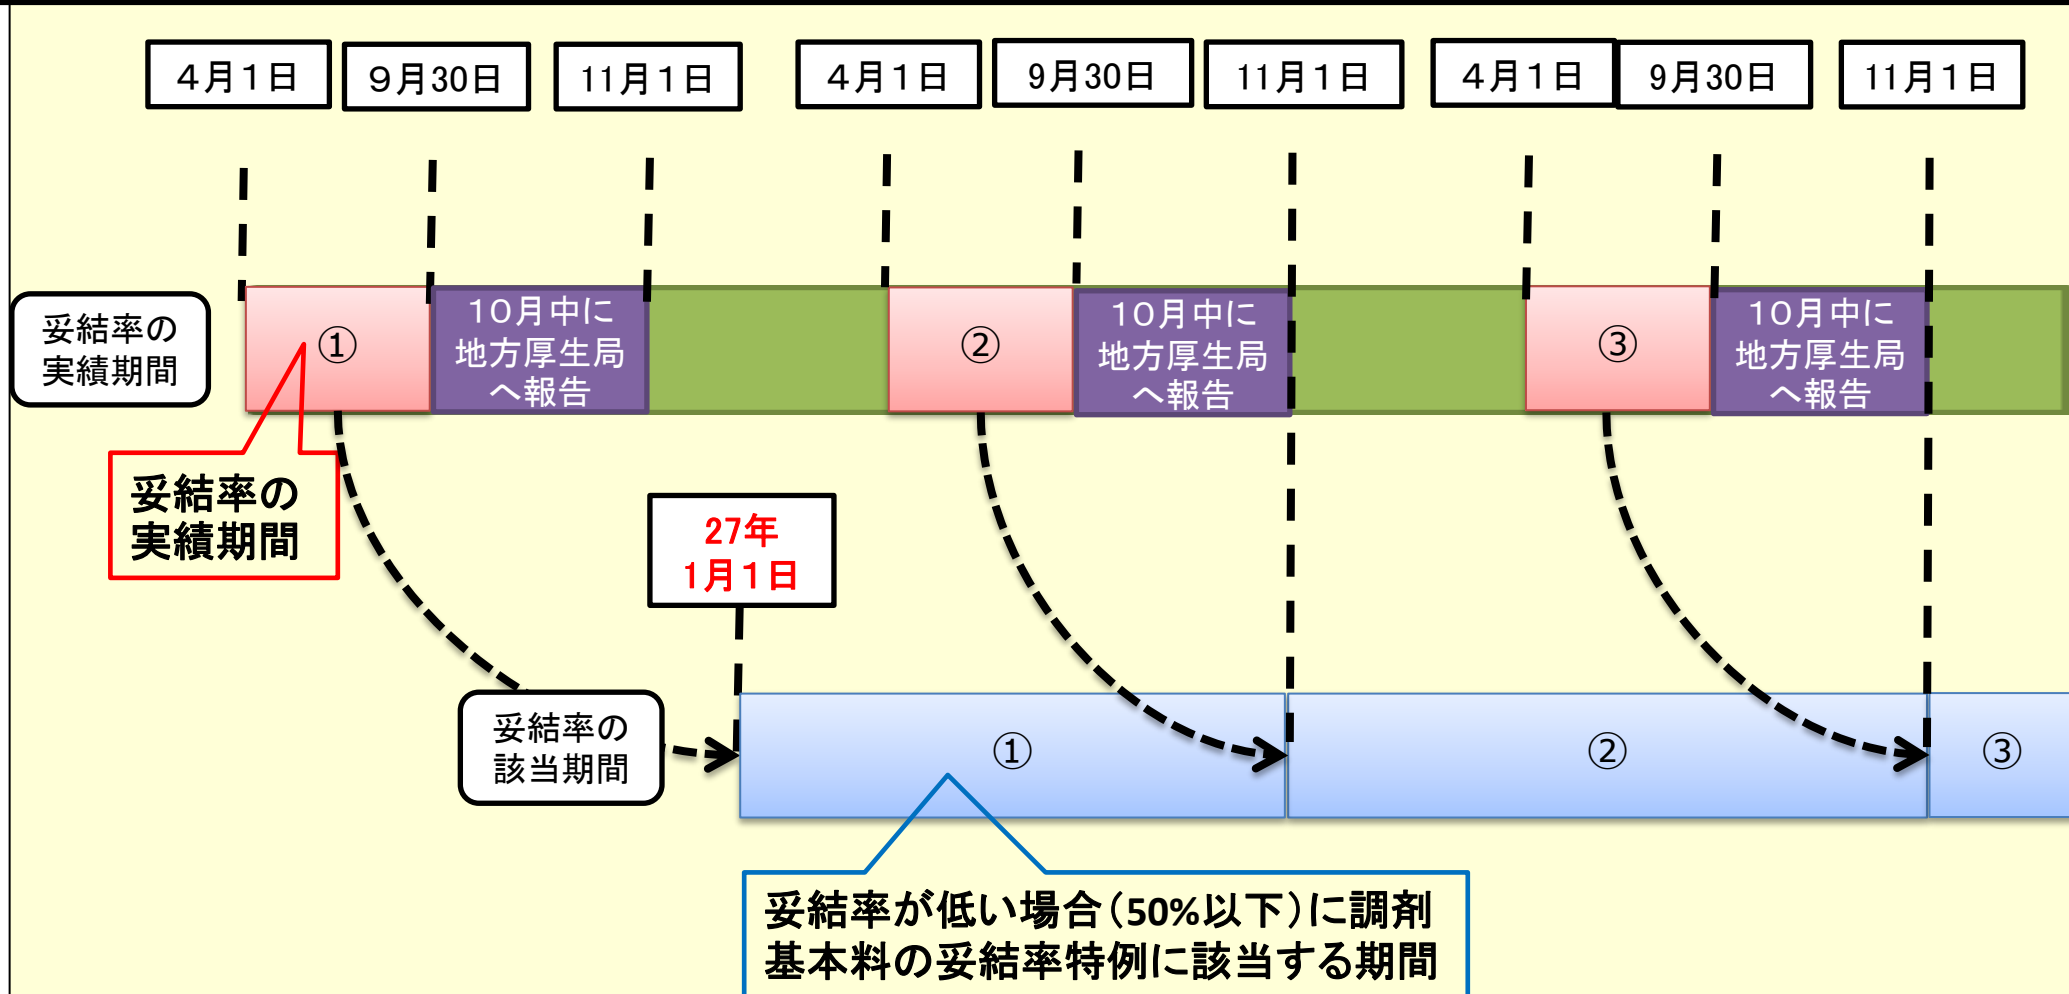 ４月１日
９月30日
11月１日
４月１日
9月30日
11月１日
４月１日
9月30日
11月１日
妥結率の
実績期間
①
１０月中に
地方厚生局
へ報告
②
１０月中に
地方厚生局
へ報告
③
１０月中に
地方厚生局
へ報告
妥結率の
実績期間
27年
1月１日
妥結率の
該当期間
①
②
③
妥結率が低い場合（50%以下）に調剤
基本料の妥結率特例に該当する期間